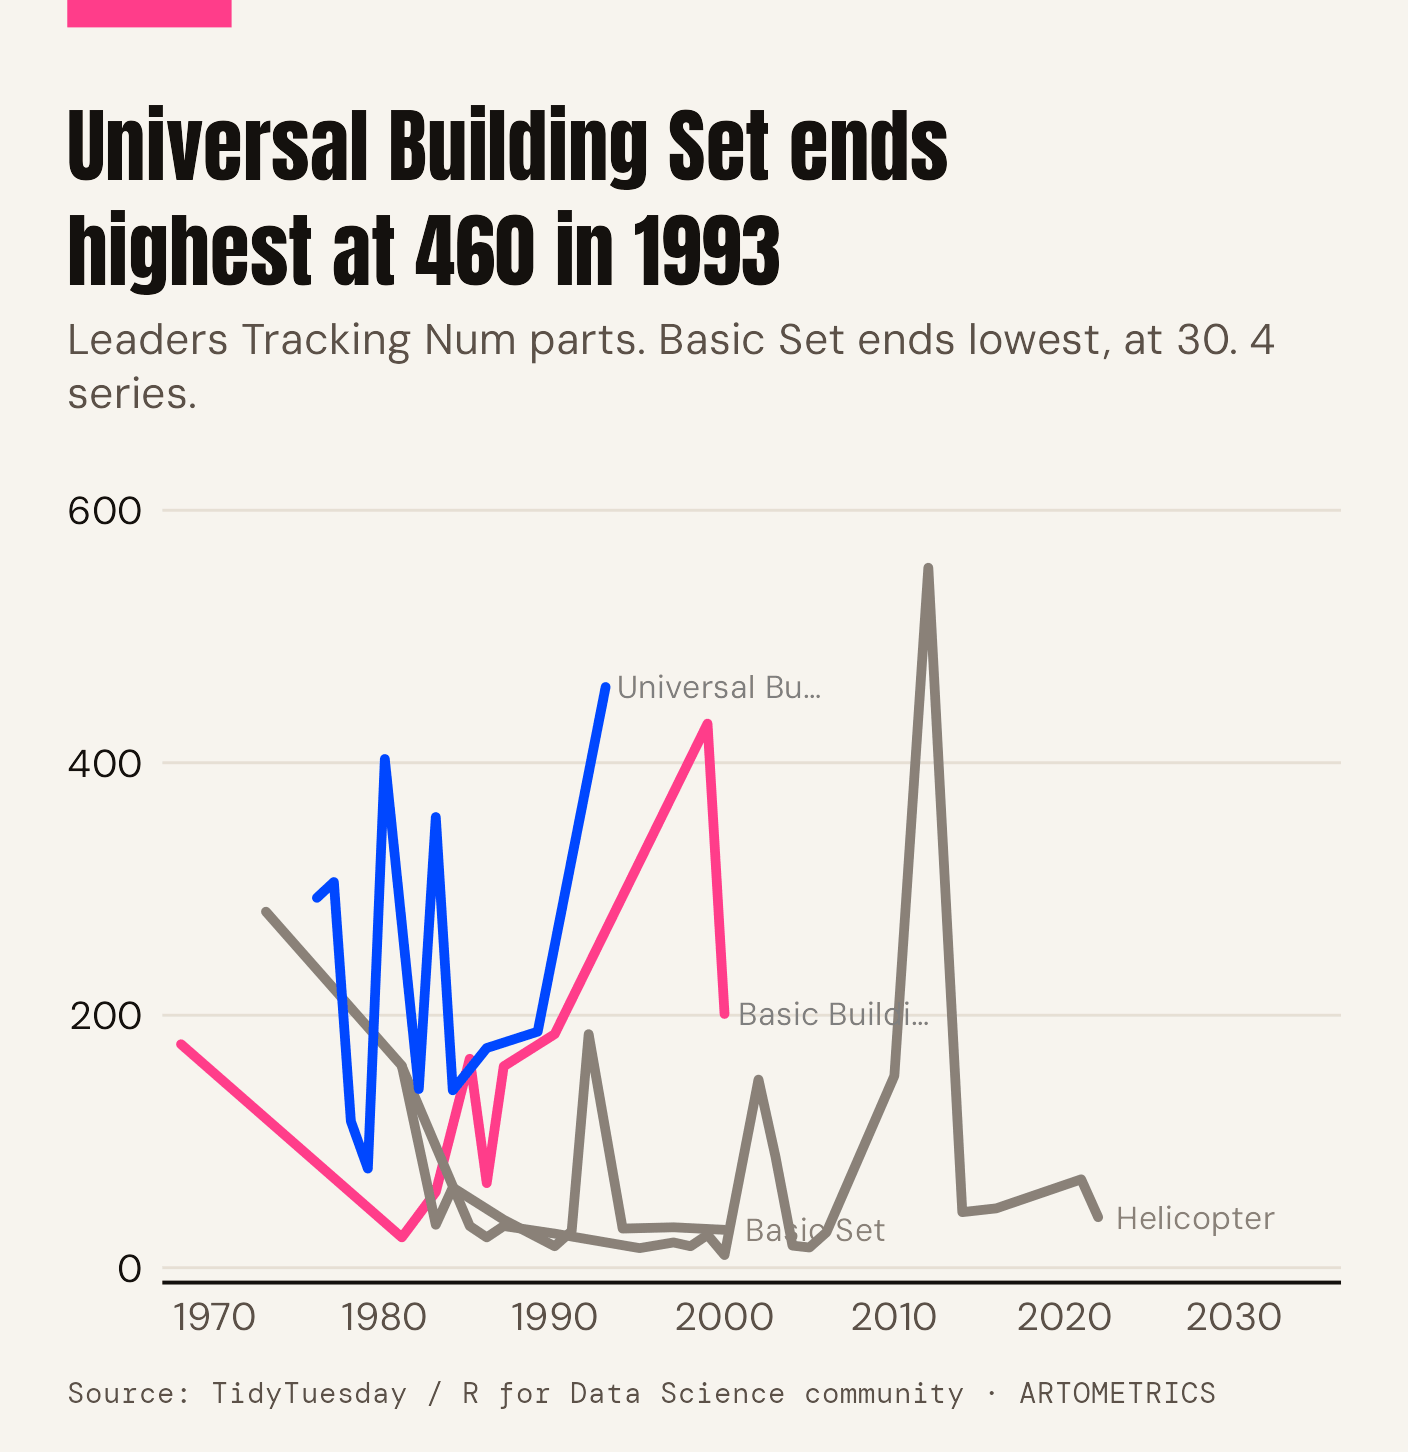 Universal Building Set ends
highest at 460 in 1993
Leaders Tracking Num parts. Basic Set ends lowest, at 30. 4
series.
600
Universal Bu…
400
200
Basic Buildi…
Basic Set
Helicopter
0
1970 1980 1990 2000 2010 2020 2030
Source: TidyTuesday / R for Data Science community · ARTOMETRICS